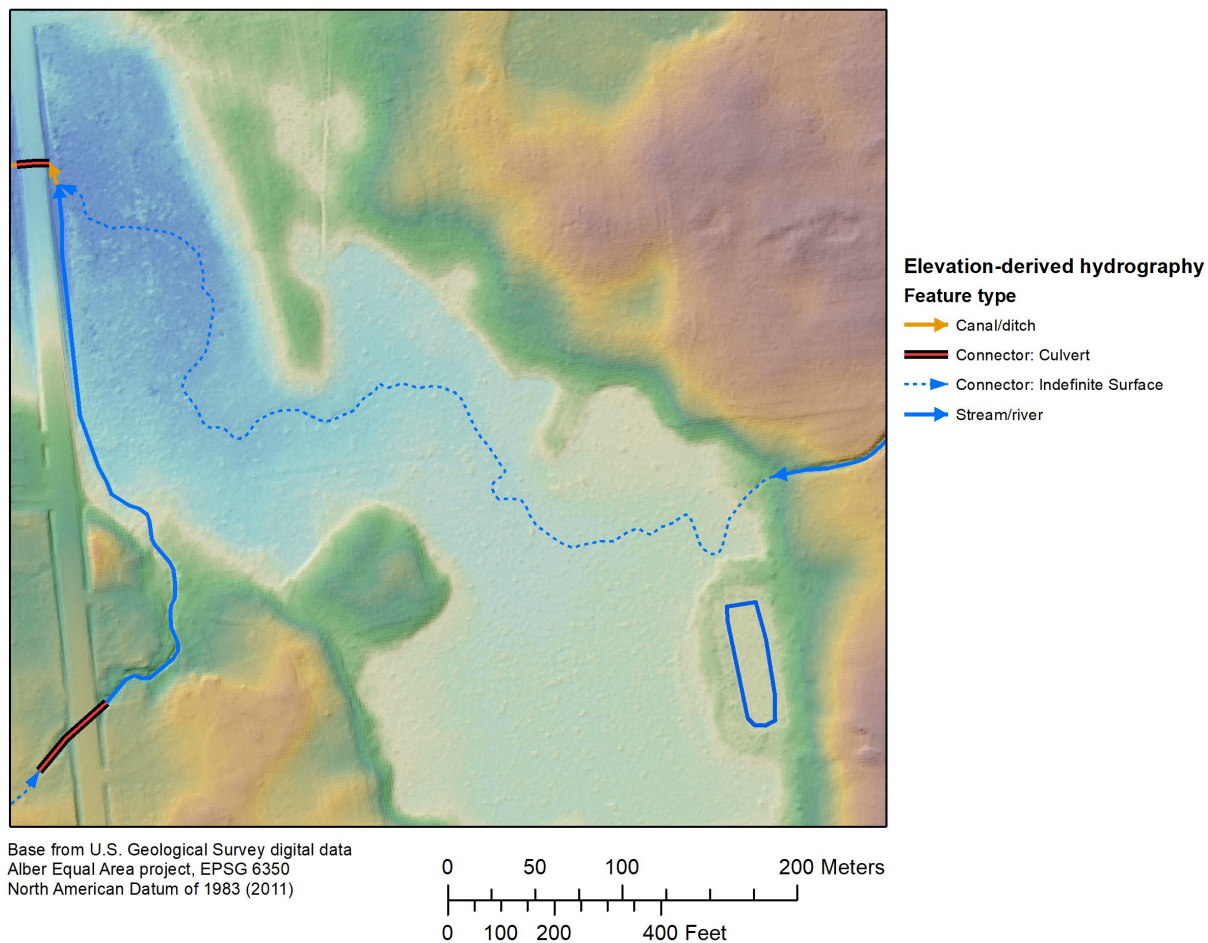 Elevation-derived hydrography
Feature type
Canal/ditch
Connector: Culvert
Connector: Indefinite Surface
Stream/river
Base from U.S. Geological Survey digital data
Alber Equal Area project, EPSG 6350
North American Datum of 1983 (2011)
0 50 100 200 Meters
0 100 200 400 Feet